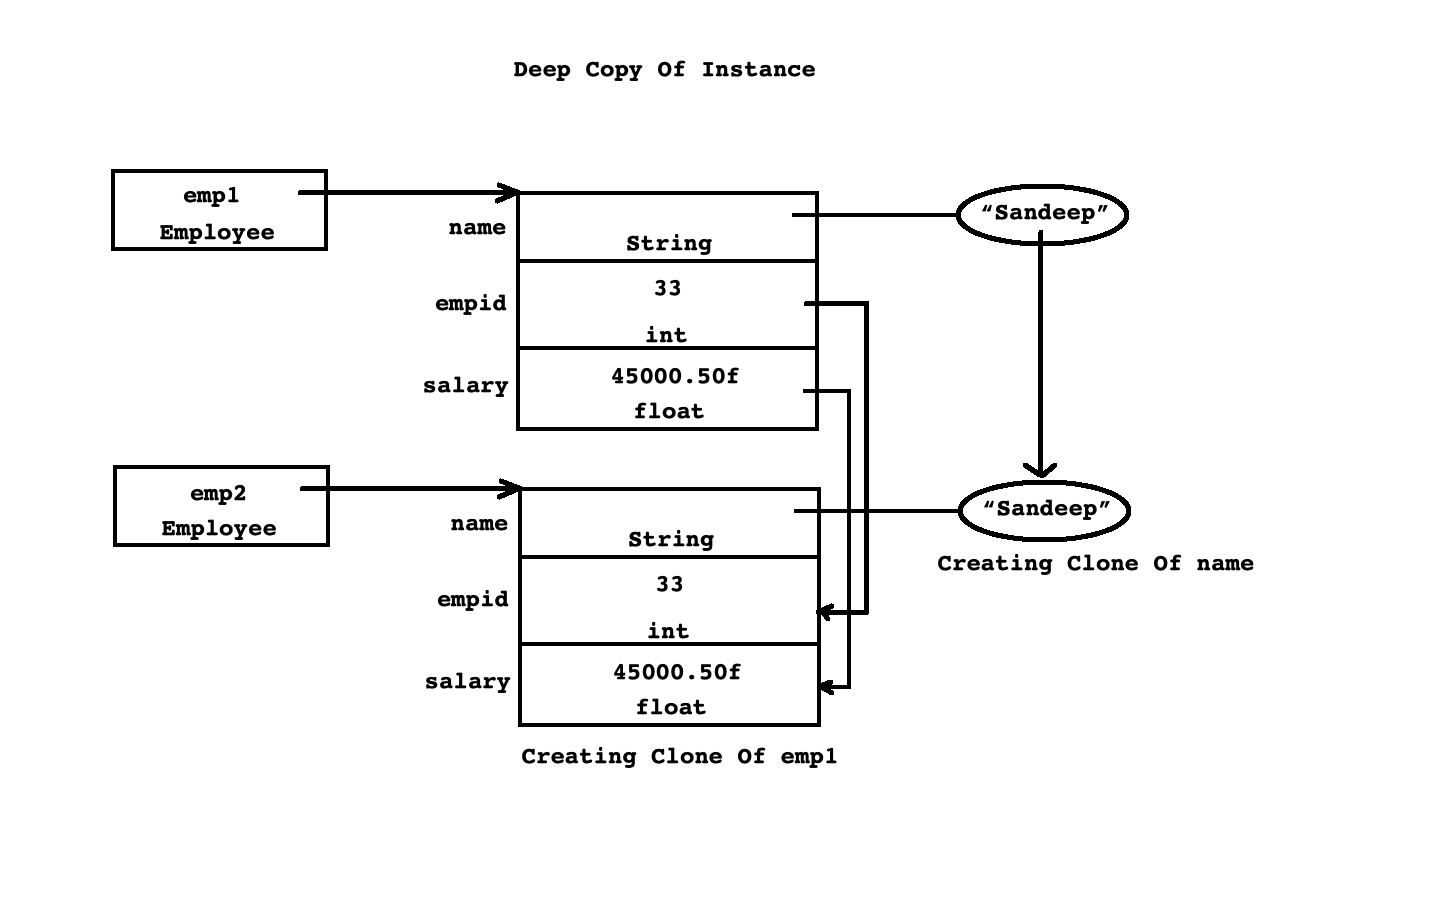 Deep Copy Of Instance
emp1
Employee
name
String
“Sandeep”
empid
33
int
salary
45000.50f
float
emp2
Employee
name
String
“Sandeep”
Creating Clone Of name
empid
33
int
salary
45000.50f
float
Creating Clone Of emp1